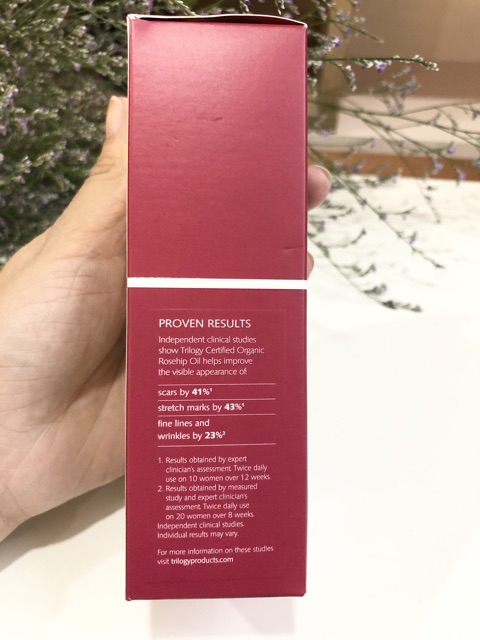 PROVEN RESULTS
Independent clinical studies
show Trilogy Certified Organic
Rosehip Oil helps improve
the visible appearance of:
scars by 41%¹
stretch marks by 43%¹
fine lines and
wrinkles by 23%²
1. Results obtained by expert
clinician's assessment. Twice daily
use on 10 women over 12 weeks.
2. Results obtained by measured
study and expert clinician's
assessment. Twice daily use
on 20 women over 8 weeks.
Independent clinical studies.
Individual results may vary.
For more information on these studies
visit trilogyproducts.com